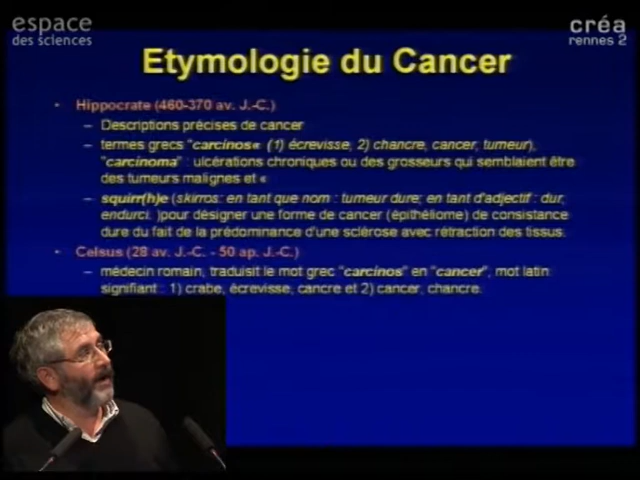 espace
des sciences
créa
rennes 2
Etymologie du Cancer
• Hippocrate (460-370 av. J.-C.)
– Descriptions précises de cancer
– termes grecs "carcinos« (1) écrevisse, 2) chancre, cancer, tumeur),
"carcinoma" : ulcérations chroniques ou des grosseurs qui semblaient être
des tumeurs malignes et «
– squirr(h)e (skirros: en tant que nom : tumeur dure; en tant d'adjectif : dur,
endurci. )pour désigner une forme de cancer (épithéliome) de consistance
dure du fait de la prédominance d'une sclérose avec rétraction des tissus.
• Celsus (28 av. J.-C. - 50 ap. J.-C.)
– médecin romain, traduisit le mot grec "carcinos" en "cancer", mot latin
signifiant : 1) crabe, écrevisse, cancre et 2) cancer, chancre.